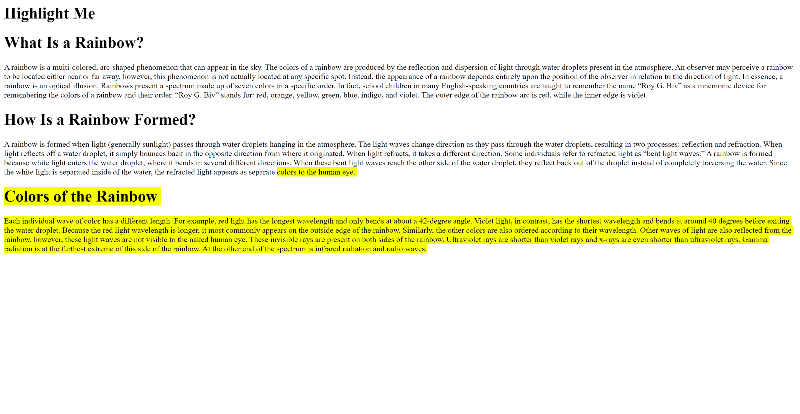 Highlight Me
What Is a Rainbow?
A rainbow is a multi-colored, arc-shaped phenomenon that can appear in the sky. The colors of a rainbow are produced by the reflection and dispersion of light through water droplets present in the atmosphere. An observer may perceive a rainbow
to be located either near or far away, however, this phenomenon is not actually located at any specific spot. Instead, the appearance of a rainbow depends entirely upon the position of the observer in relation to the direction of light. In essence, a
rainbow is an optical illusion. Rainbows present a spectrum made up of seven colors in a specific order. In fact, school children in many English-speaking countries are taught to remember the name “Roy G. Biv” as a mnemonic device for
remembering the colors of a rainbow and their order. “Roy G. Biv” stands for: red, orange, yellow, green, blue, indigo, and violet. The outer edge of the rainbow arc is red, while the inner edge is violet.
How Is a Rainbow Formed?
A rainbow is formed when light (generally sunlight) passes through water droplets hanging in the atmosphere. The light waves change direction as they pass through the water droplets, resulting in two processes: reflection and refraction. When
light reflects off a water droplet, it simply bounces back in the opposite direction from where it originated. When light refracts, it takes a different direction. Some individuals refer to refracted light as “bent light waves.” A rainbow is formed
because white light enters the water droplet, where it bends in several different directions. When these bent light waves reach the other side of the water droplet, they reflect back out of the droplet instead of completely traversing the water. Since
the white light is separated inside of the water, the refracted light appears as separate colors to the human eye.
Colors of the Rainbow
Each individual wave of color has a different length. For example, red light has the longest wavelength and only bends at about a 42-degree angle. Violet light, in contrast, has the shortest wavelength and bends at around 40 degrees before exiting
the water droplet. Because the red light wavelength is longer, it most commonly appears on the outside edge of the rainbow. Similarly, the other colors are also ordered according to their wavelength. Other waves of light are also reflected from the
rainbow, however, these light waves are not visible to the naked human eye. These invisible rays are present on both sides of the rainbow. Ultraviolet rays are shorter than violet rays and x-rays are even shorter than ultraviolet rays. Gamma
radiation is at the furthest extreme of this side of the rainbow. At the other end of the spectrum is infrared radiation and radio waves.